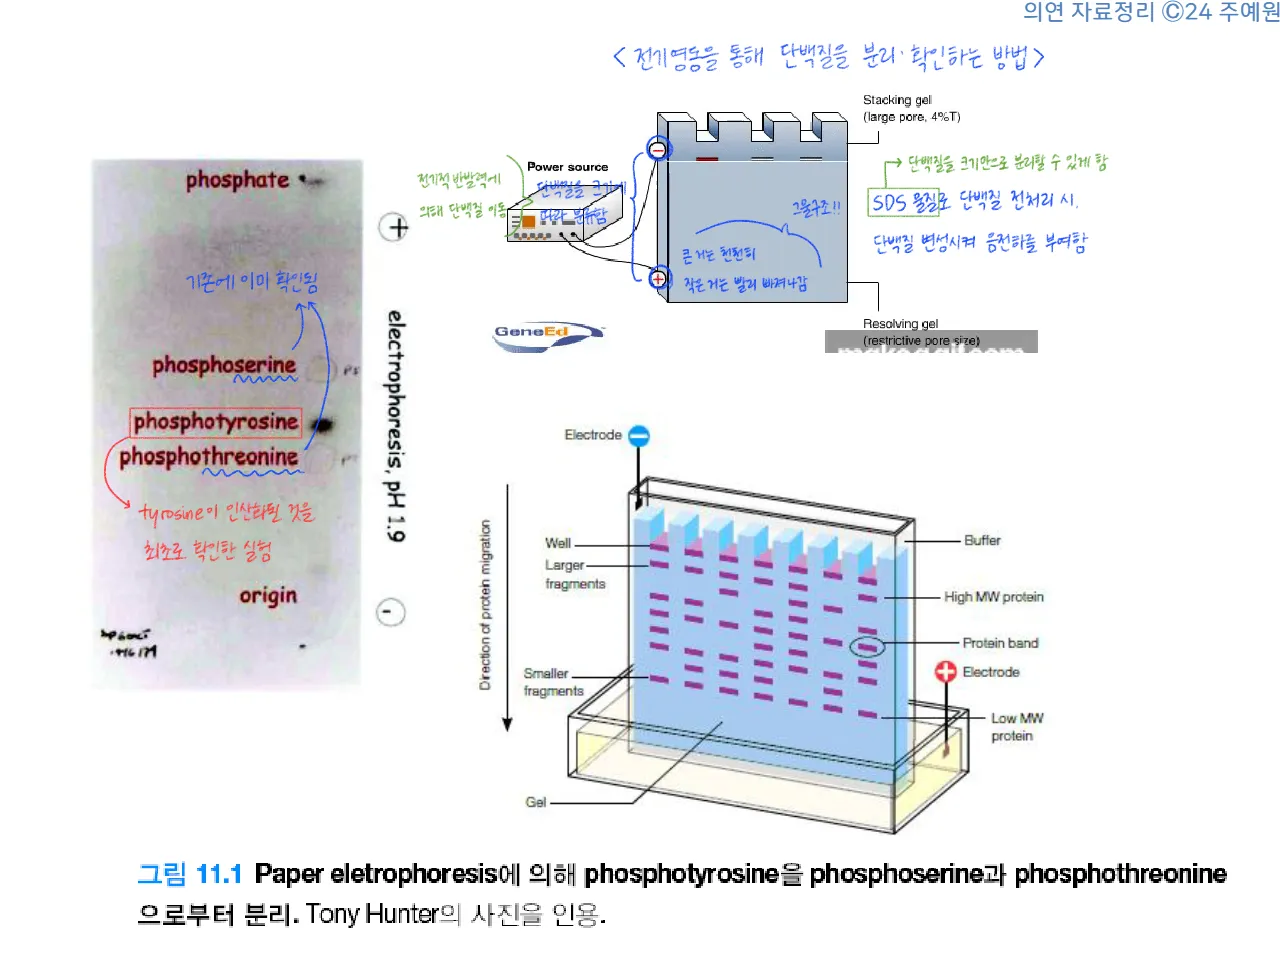 의연 자료정리 ©24 주예원
< 전기영동을 통해 단백질을 분리·확인하는 방법 >
Stacking gel
(large pore, 4%T)
Power source
전기적 반발력에
의해 단백질 이동
단백질을 크기에
따라 분류함
→ 단백질을 크기만으로 분리할 수 있게 함
SDS 물질로 단백질 전처리 시,
단백질 변성시켜 음전하를 부여함
그물구조!!
큰 거는 천천히
작은 거는 빨리 빠져나감
Resolving gel
(restrictive pore size)
GeneEd
phosphate
+
기존에 이미 확인됨
phosphoserine
phosphotyrosine
phosphothreonine
tyrosine이 인산화된 것을
최초로 확인한 실험
origin
electrophoresis, pH 1.9
-
Electrode
Well
Larger
fragments
Smaller
fragments
Direction of protein migration
Gel
Buffer
High MW protein
Protein band
Electrode
Low MW
protein
그림 11.1 Paper eletrophoresis에 의해 phosphotyrosine을 phosphoserine과 phosphothreonine
으로부터 분리. Tony Hunter의 사진을 인용.